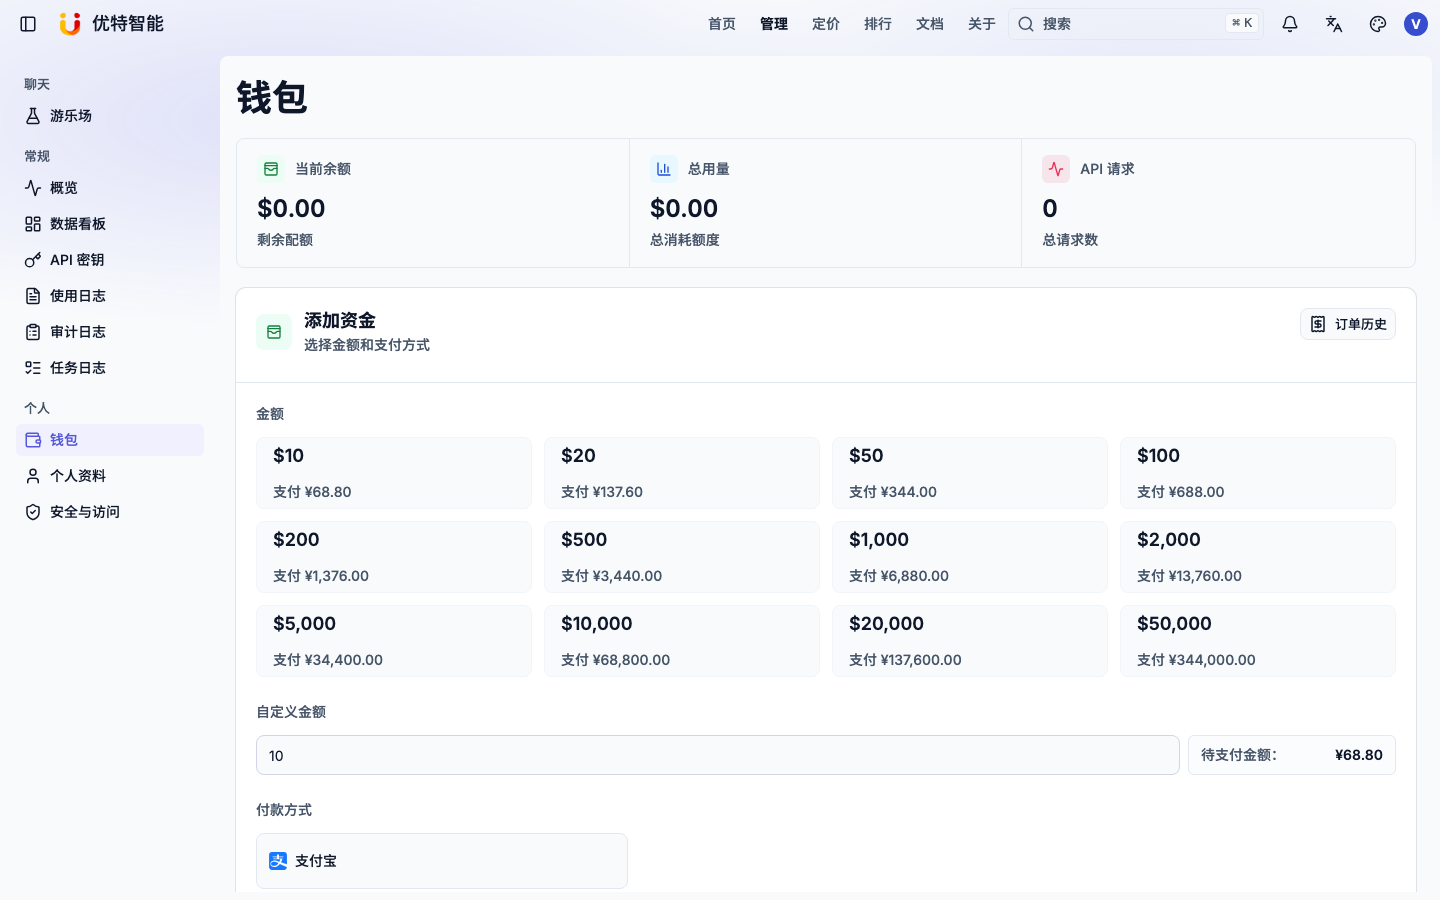 优特智能
首页 管理 定价 排行 文档 关于 搜索 ⌘ K V
聊天
游乐场
常规
概览
数据看板
API 密钥
使用日志
审计日志
任务日志
个人
钱包
个人资料
安全与访问
钱包
当前余额
$0.00
剩余配额
总用量
$0.00
总消耗额度
API 请求
0
总请求数
添加资金
选择金额和支付方式
订单历史
金额
$10
支付 ¥68.80
$20
支付 ¥137.60
$50
支付 ¥344.00
$100
支付 ¥688.00
$200
支付 ¥1,376.00
$500
支付 ¥3,440.00
$1,000
支付 ¥6,880.00
$2,000
支付 ¥13,760.00
$5,000
支付 ¥34,400.00
$10,000
支付 ¥68,800.00
$20,000
支付 ¥137,600.00
$50,000
支付 ¥344,000.00
自定义金额
10
待支付金额: ¥68.80
付款方式
支付宝